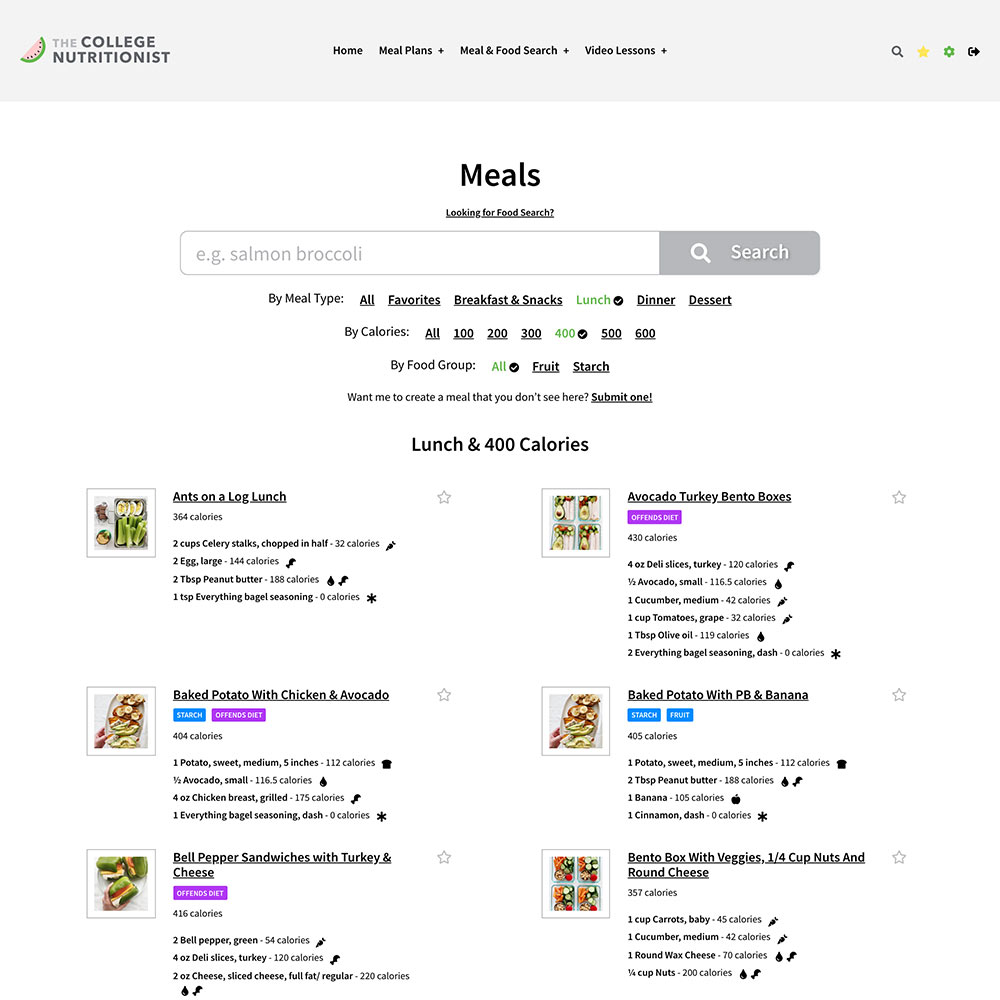 THE COLLEGE
NUTRITIONIST
Home Meal Plans + Meal & Food Search + Video Lessons +
Meals
Looking for Food Search?
e.g. salmon broccoli Search
By Meal Type: All Favorites Breakfast & Snacks Lunch Dinner Dessert
By Calories: All 100 200 300 400 500 600
By Food Group: All Fruit Starch
Want me to create a meal that you don't see here? Submit one!
Lunch & 400 Calories
Ants on a Log Lunch
364 calories
2 cups Celery stalks, chopped in half - 32 calories
2 Egg, large - 144 calories
2 Tbsp Peanut butter - 188 calories
1 tsp Everything bagel seasoning - 0 calories
Avocado Turkey Bento Boxes
OFFENDS DIET
430 calories
4 oz Deli slices, turkey - 120 calories
½ Avocado, small - 116.5 calories
1 Cucumber, medium - 42 calories
1 cup Tomatoes, grape - 32 calories
1 Tbsp Olive oil - 119 calories
2 Everything bagel seasoning, dash - 0 calories
Baked Potato With Chicken & Avocado
STARCH OFFENDS DIET
404 calories
1 Potato, sweet, medium, 5 inches - 112 calories
½ Avocado, small - 116.5 calories
4 oz Chicken breast, grilled - 175 calories
1 Everything bagel seasoning, dash - 0 calories
Baked Potato With PB & Banana
STARCH FRUIT
405 calories
1 Potato, sweet, medium, 5 inches - 112 calories
2 Tbsp Peanut butter - 188 calories
1 Banana - 105 calories
1 Cinnamon, dash - 0 calories
Bell Pepper Sandwiches with Turkey &
Cheese
OFFENDS DIET
416 calories
2 Bell pepper, green - 54 calories
4 oz Deli slices, turkey - 120 calories
2 oz Cheese, sliced cheese, full fat/ regular - 220 calories
Bento Box With Veggies, 1/4 Cup Nuts And
Round Cheese
357 calories
1 cup Carrots, baby - 45 calories
1 Cucumber, medium - 42 calories
1 Round Wax Cheese - 70 calories
¼ cup Nuts - 200 calories